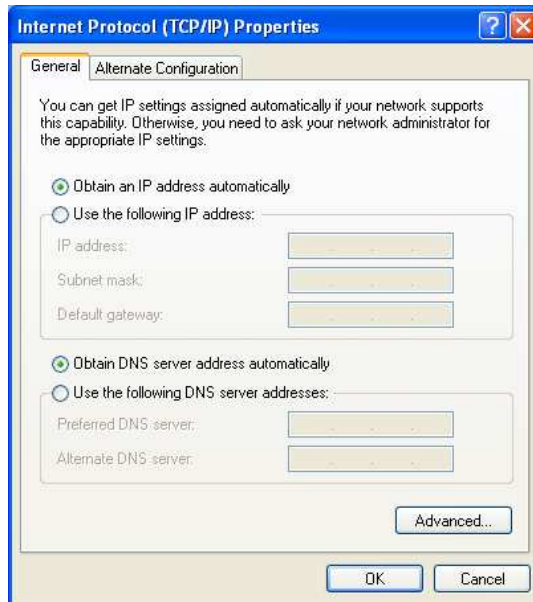 Internet Protocol (TCP/IP) Properties
General
Alternate Configuration
You can get IP settings assigned automatically if your network supports
this capability. Otherwise, you need to ask your network administrator for
the appropriate IP settings.
Obtain an IP address automatically
Use the following IP address:
IP address:
Subnet mask:
Default gateway:
Obtain DNS server address automatically
Use the following DNS server addresses:
Preferred DNS server:
Alternate DNS server:
Advanced...
OK
Cancel